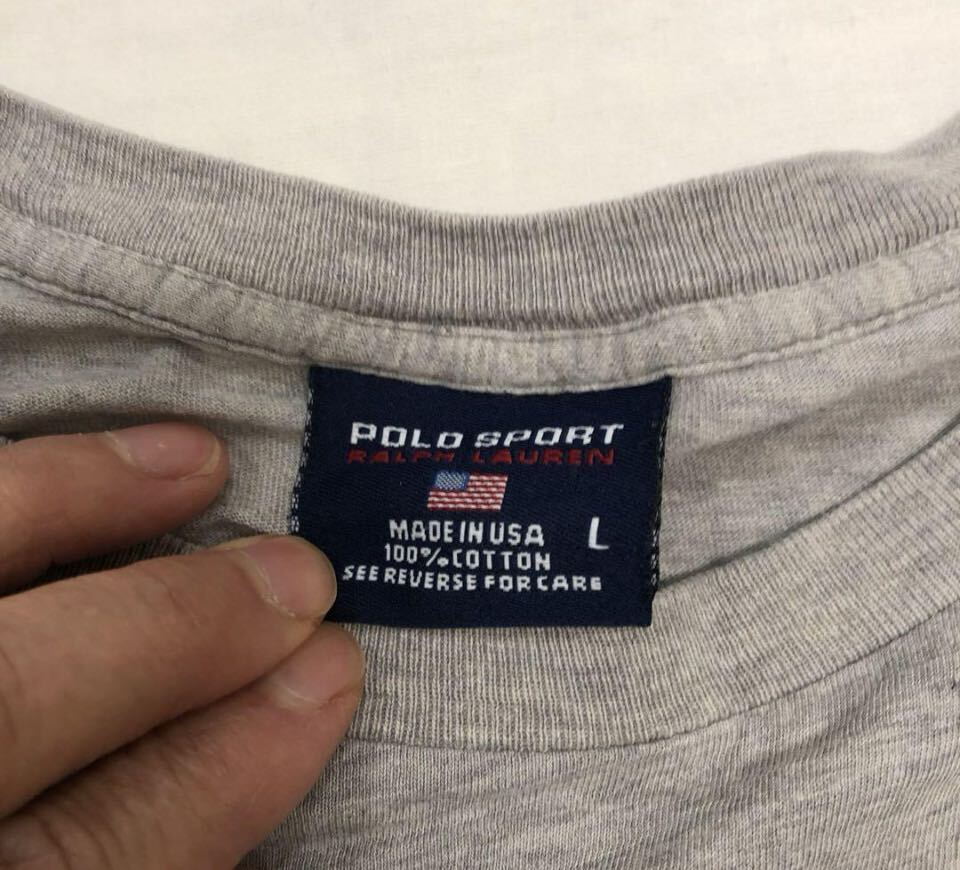 POLO SPORT
RALPH LAUREN
MADE IN USA L
100% COTTON
SEE REVERSE FOR CARE